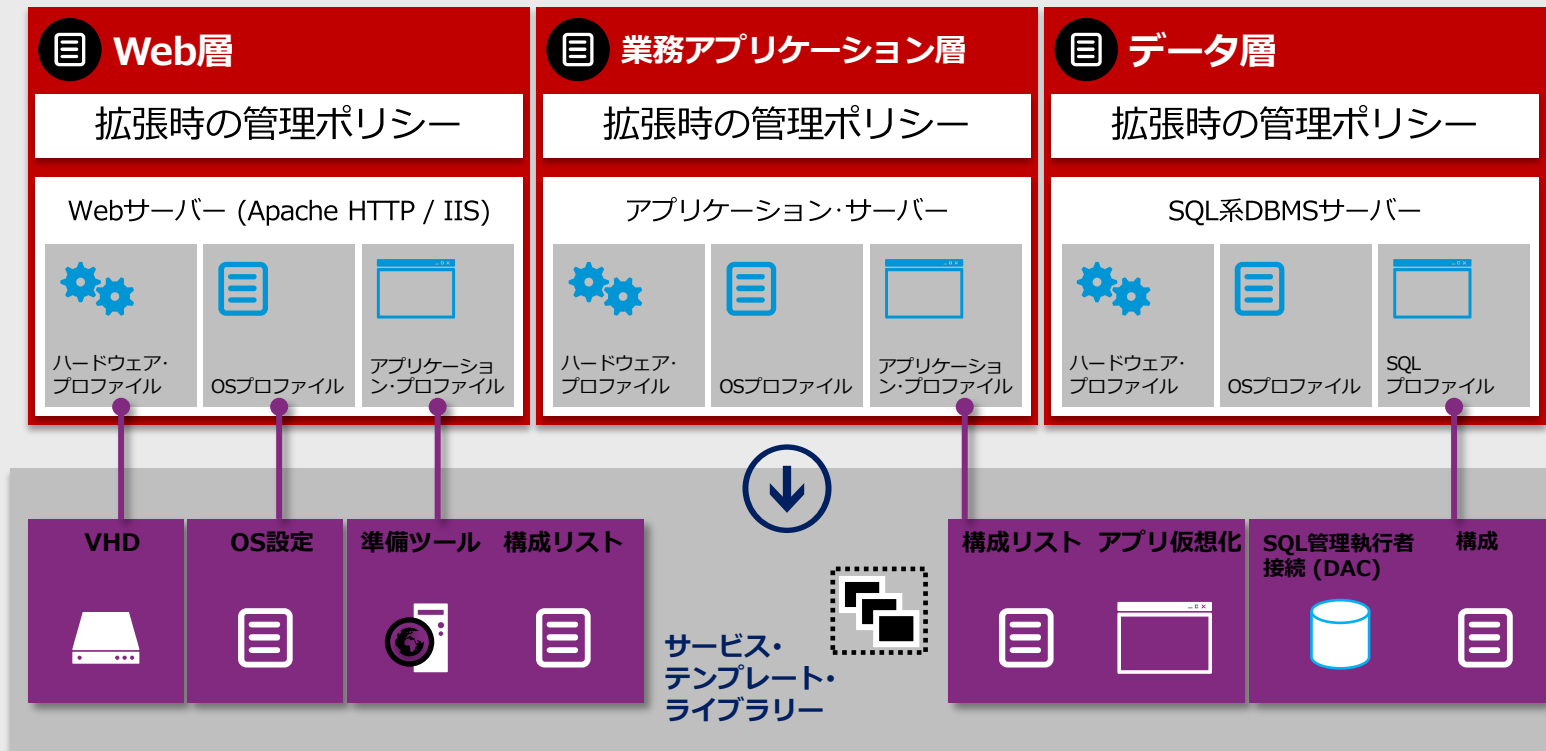 Web層
拡張時の管理ポリシー
Webサーバー (Apache HTTP / IIS)
ハードウェア・
プロファイル
OSプロファイル
アプリケーショ
ン・プロファイル
業務アプリケーション層
拡張時の管理ポリシー
アプリケーション・サーバー
ハードウェア・
プロファイル
OSプロファイル
アプリケーショ
ン・プロファイル
データ層
拡張時の管理ポリシー
SQL系DBMSサーバー
ハードウェア・
プロファイル
OSプロファイル
SQL
プロファイル
VHD
OS設定
準備ツール
構成リスト
サービス・
テンプレート・
ライブラリー
構成リスト
アプリ仮想化
SQL管理執行者
接続 (DAC)
構成